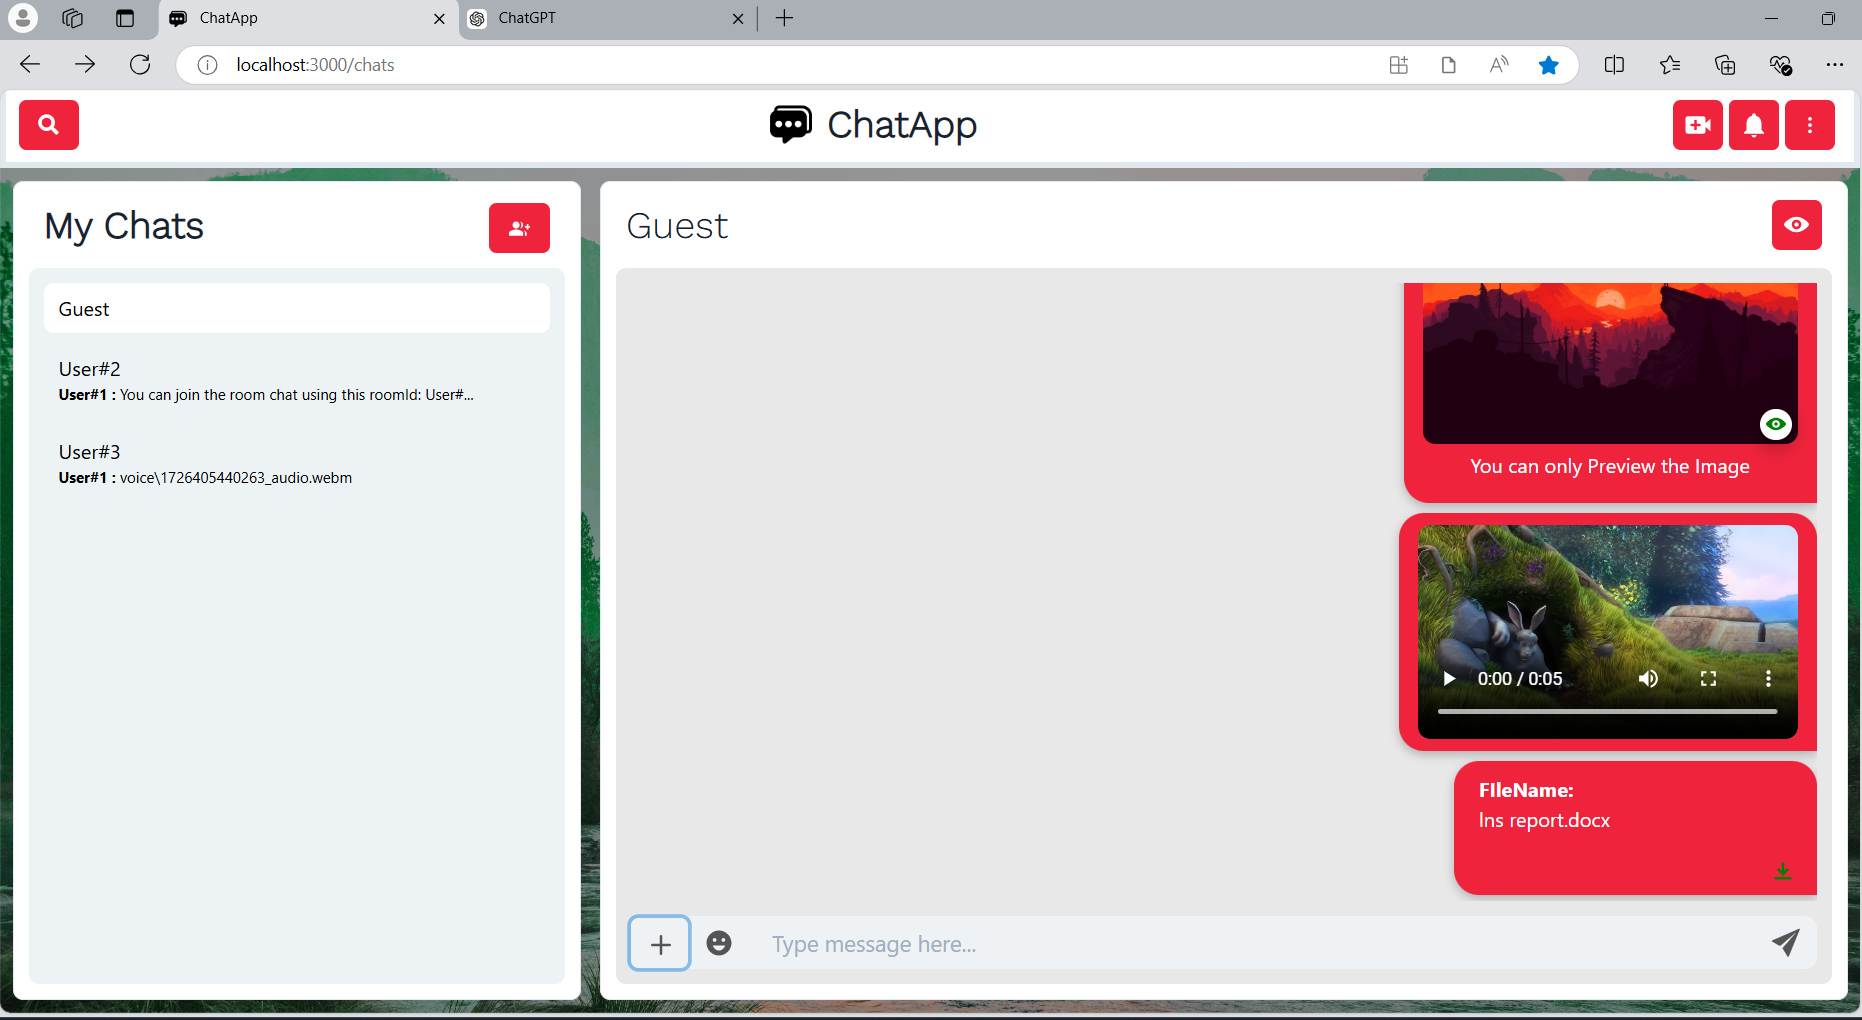 ChatApp
ChatGPT
localhost:3000/chats
ChatApp
My Chats
Guest
User#2
User#1 : You can join the room chat using this roomId: User#...
User#3
User#1 : voice\1726405440263_audio.webm
Guest
You can only Preview the Image
0:00 / 0:05
FIleName:
Ins report.docx
Type message here...